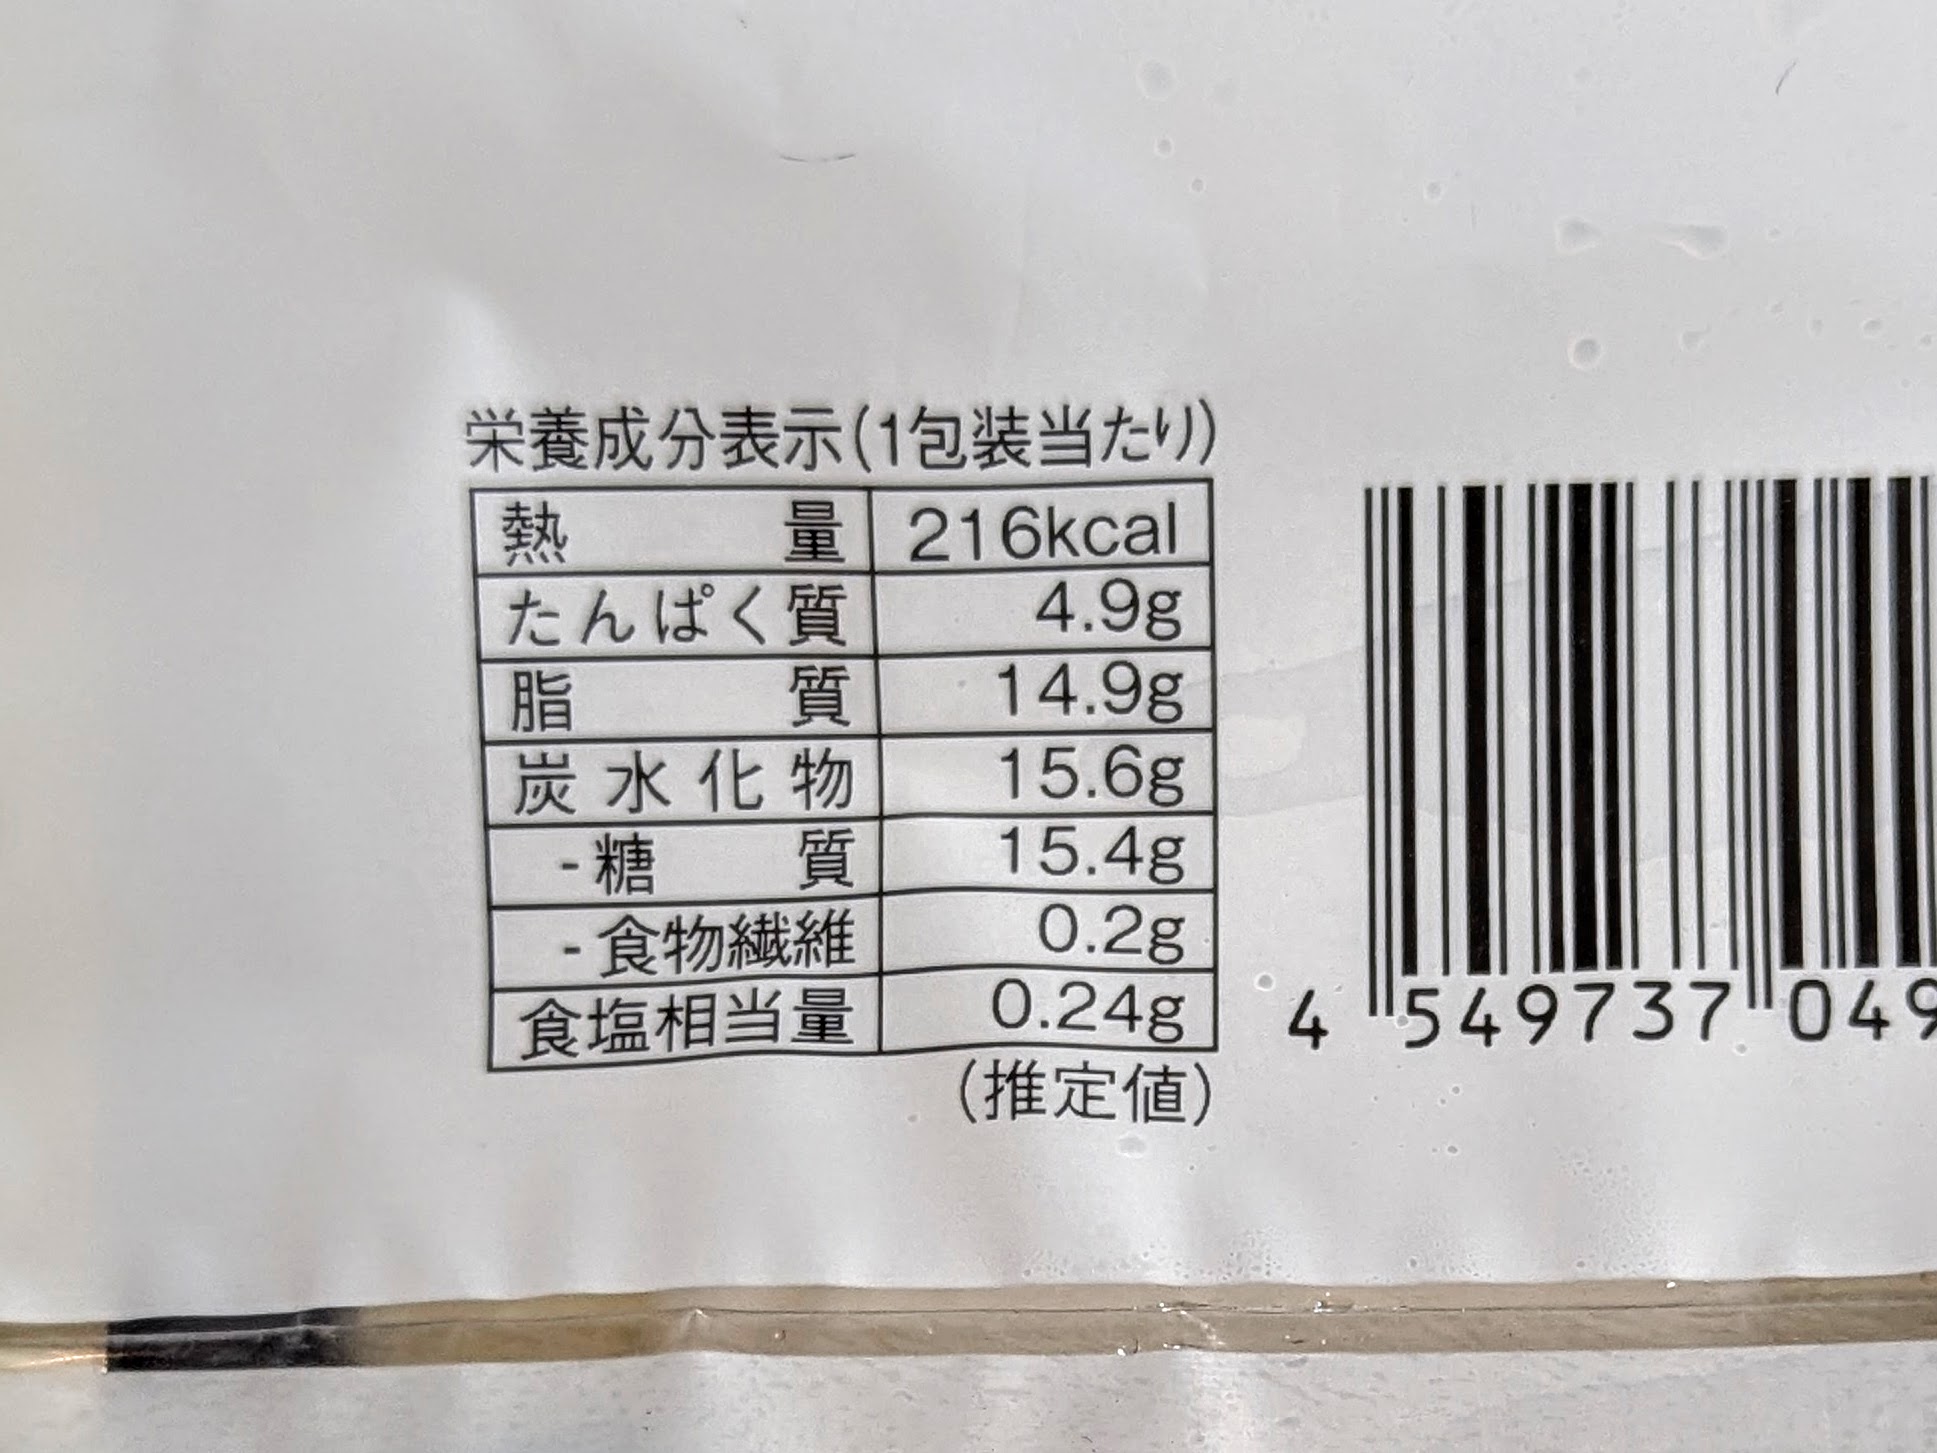 栄養成分表示(1包装当たり)
熱量 216kcal
たんぱく質 4.9g
脂質 14.9g
炭水化物 15.6g
-糖質 15.4g
-食物繊維 0.2g
食塩相当量 0.24g
(推定値)
4 549737 049